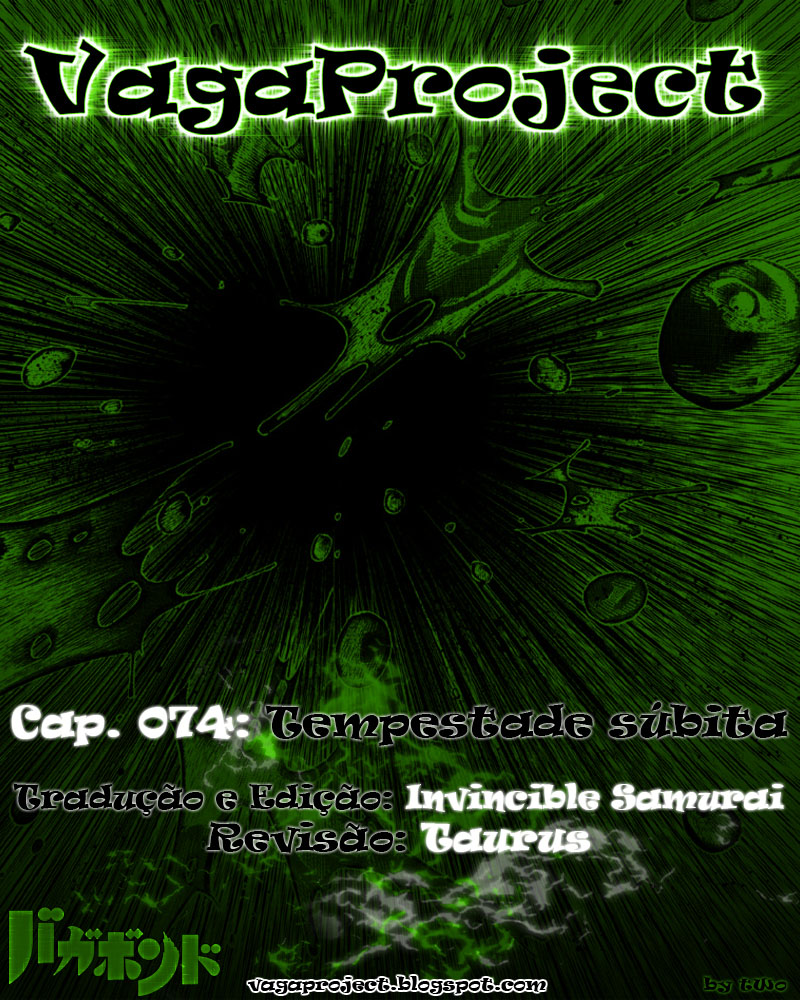 VagaProject
Cap. 074: Tempestade súbita
Tradução e Edição: Invincible Samurai
Revisão: Taurus
バガボンド
vagaproject.blogspot.com
by tWo